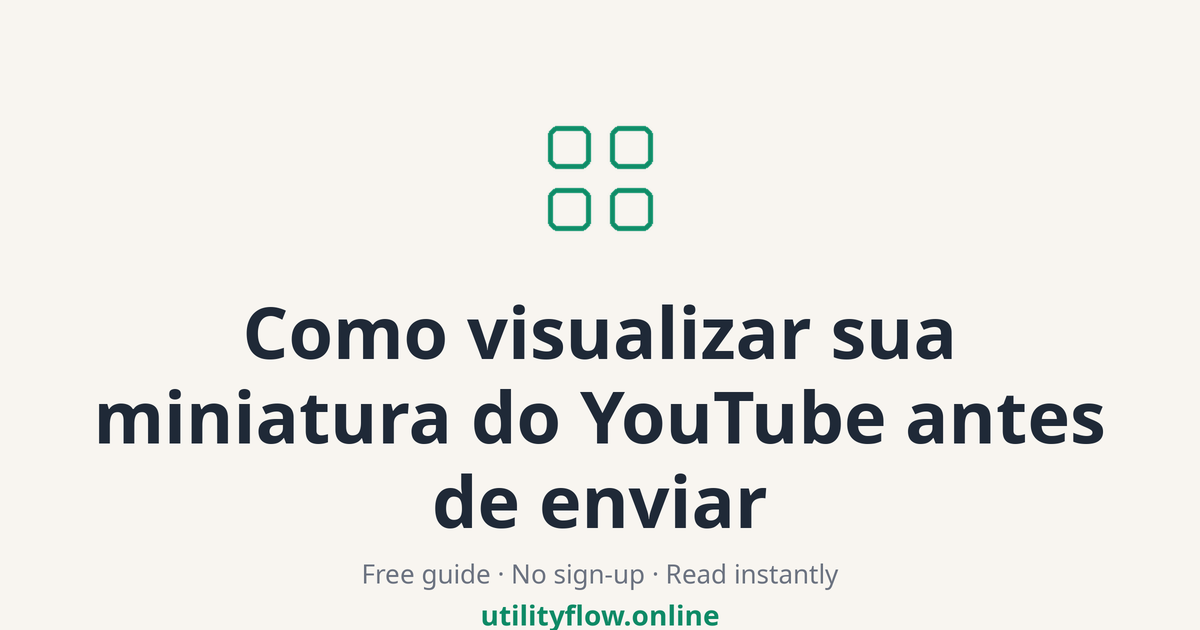 Como visualizar sua
miniatura do YouTube antes
de enviar
Free guide · No sign-up · Read instantly
utilityflow.online